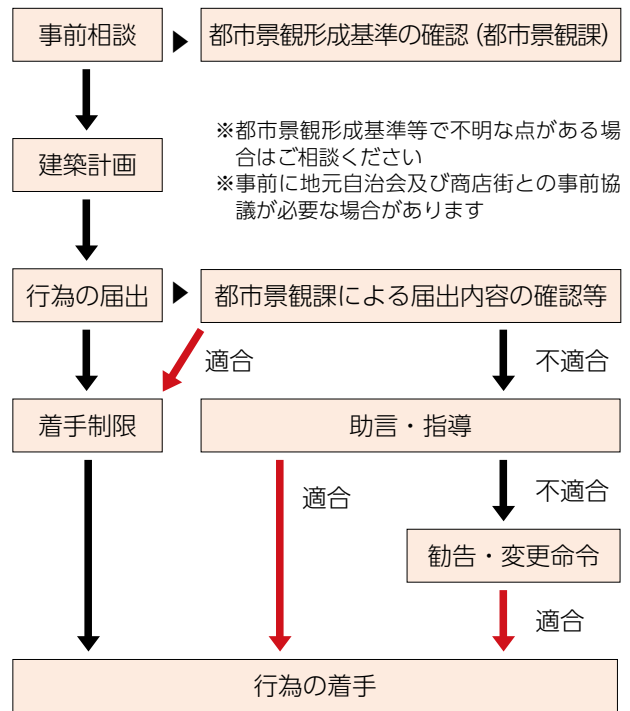 事前相談
都市景観形成基準の確認（都市景観課）
※都市景観形成基準等で不明な点がある場
合はご相談ください
※事前に地元自治会及び商店街との事前協
議が必要な場合があります
建築計画
行為の届出
都市景観課による届出内容の確認等
適合
不適合
着手制限
助言・指導
適合
不適合
勧告・変更命令
適合
行為の着手